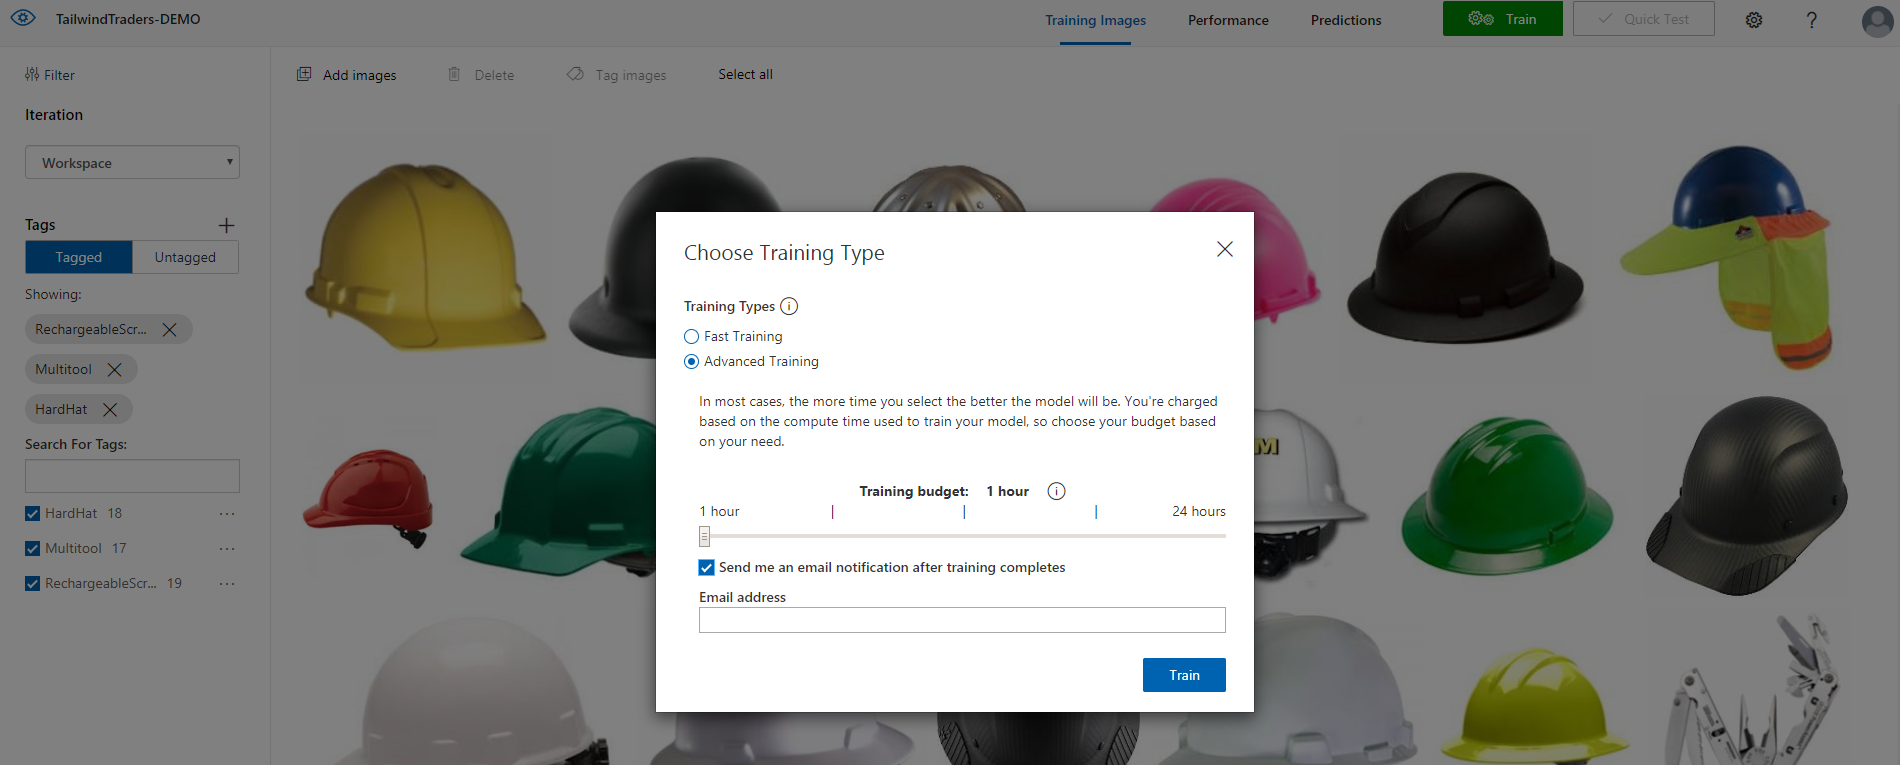 TailwindTraders-DEMO
Training Images
Performance
Predictions
Train
Quick Test
?
Filter
Add images
Delete
Tag images
Select all
Iteration
Workspace
Tags
Tagged
Untagged
Showing:
RechargeableScr...
Multitool
HardHat
Search For Tags:
HardHat 18
Multitool 17
RechargeableScr... 19
Choose Training Type
Training Types
Fast Training
Advanced Training
In most cases, the more time you select the better the model will be. You're charged
based on the compute time used to train your model, so choose your budget based
on your need.
Training budget: 1 hour
1 hour
24 hours
Send me an email notification after training completes
Email address
Train